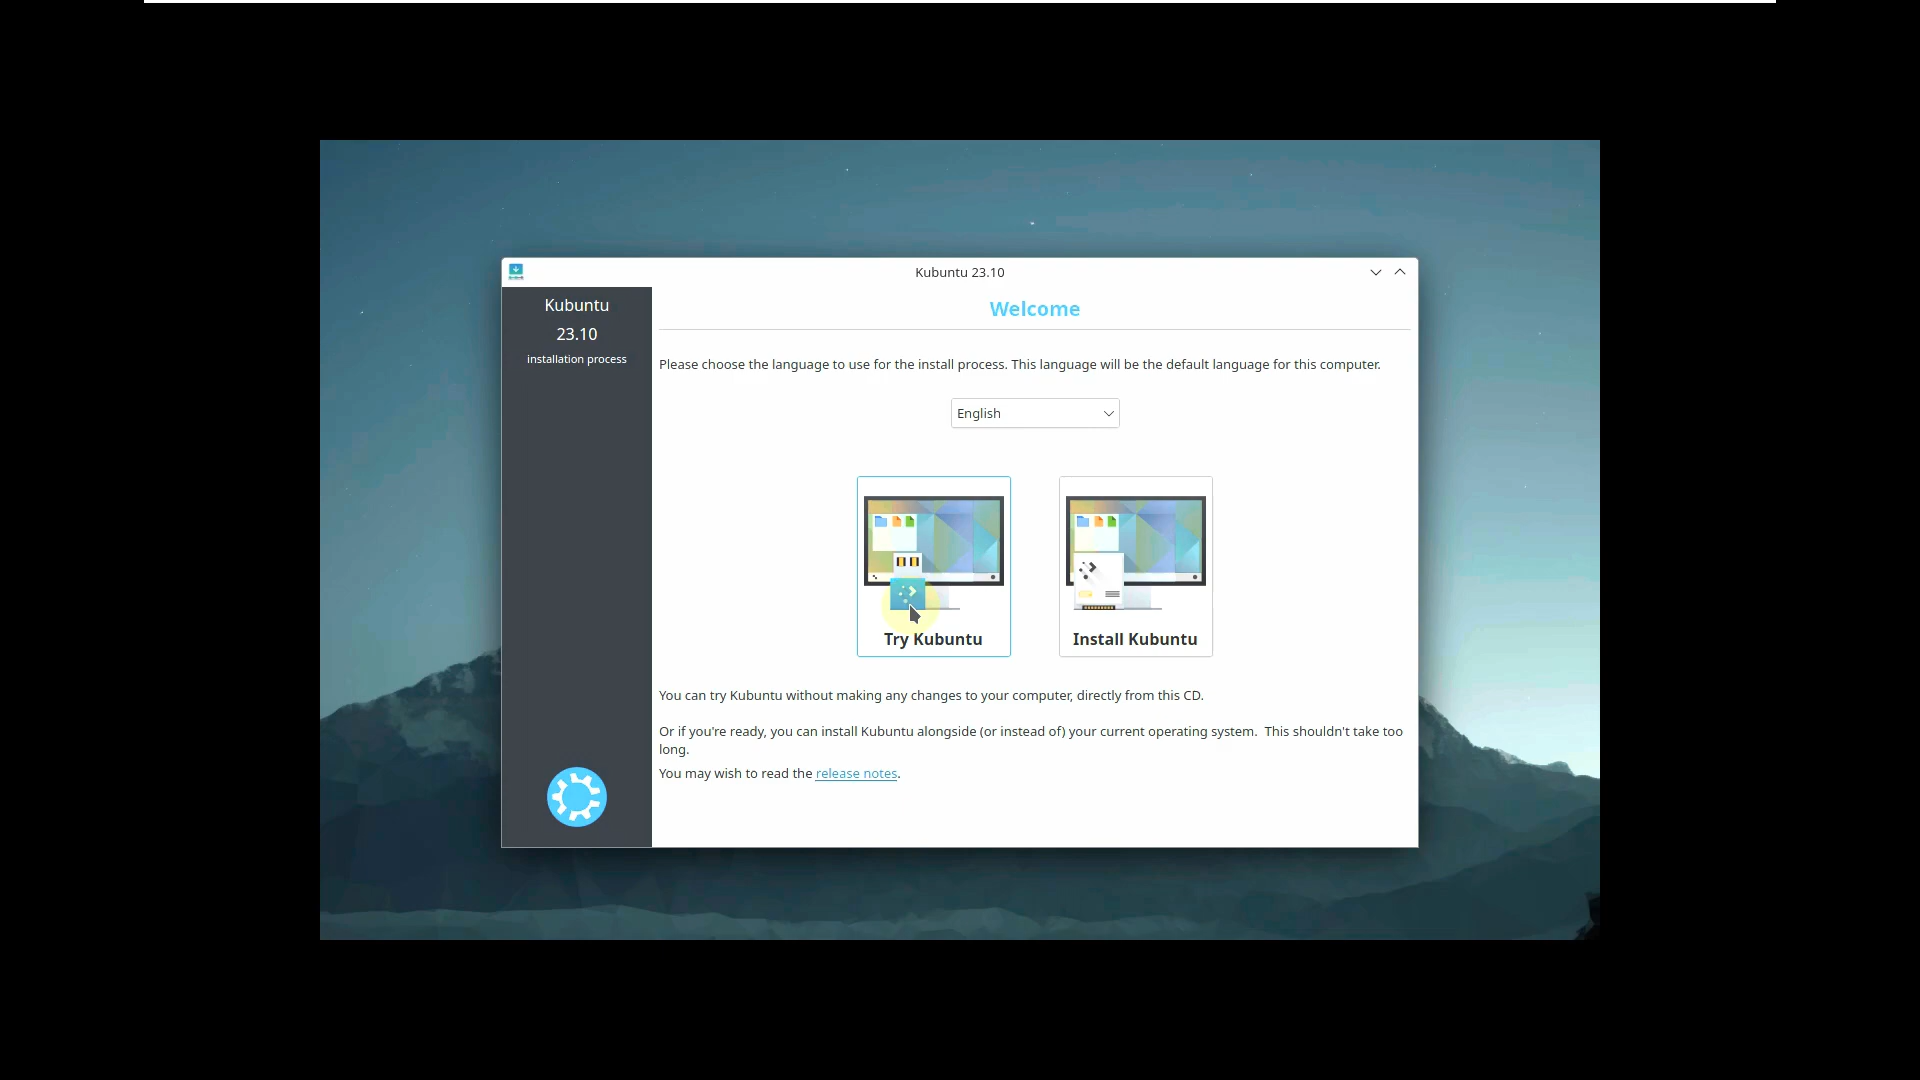 Kubuntu 23.10
Kubuntu
23.10
installation process
Welcome
Please choose the language to use for the install process. This language will be the default language for this computer.
English
Try Kubuntu
Install Kubuntu
You can try Kubuntu without making any changes to your computer, directly from this CD.
Or if you're ready, you can install Kubuntu alongside (or instead of) your current operating system.  This shouldn't take too
long.
You may wish to read the release notes.